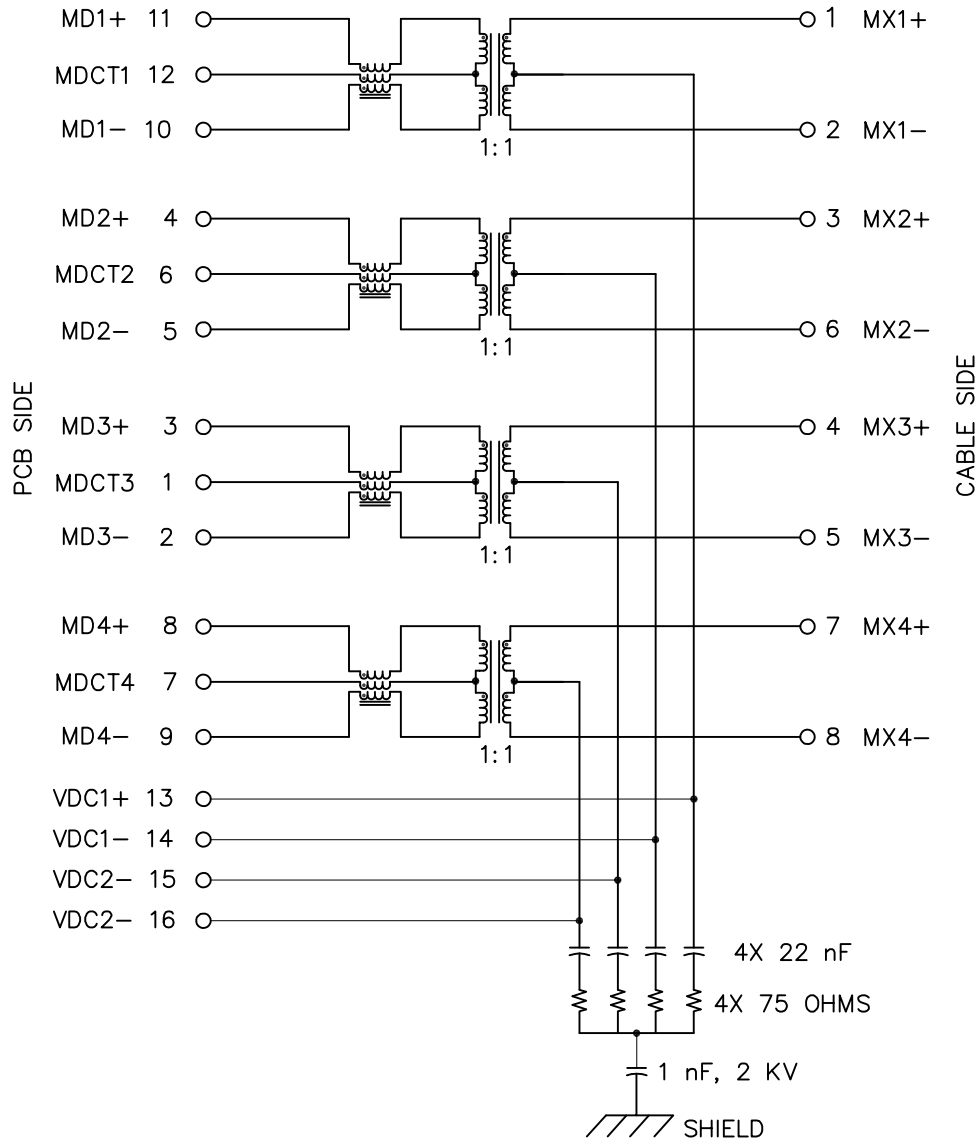 MD1+ 11
1 MX1+
MDCT1 12
MD1− 10
2 MX1−
1:1
MD2+ 4
3 MX2+
MDCT2 6
MD2− 5
6 MX2−
1:1
PCB SIDE
CABLE SIDE
MD3+ 3
4 MX3+
MDCT3 1
MD3− 2
5 MX3−
1:1
MD4+ 8
7 MX4+
MDCT4 7
MD4− 9
8 MX4−
1:1
VDC1+ 13
VDC1− 14
VDC2− 15
VDC2− 16
4X 22 nF
4X 75 OHMS
1 nF, 2 KV
SHIELD